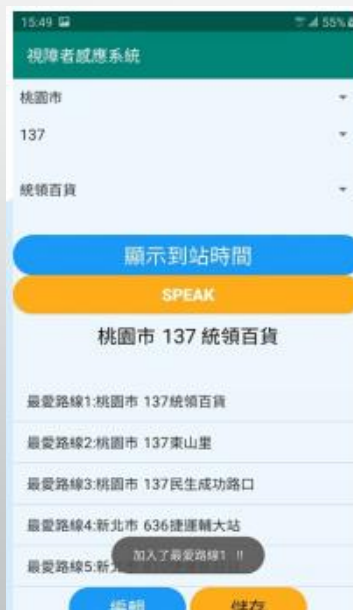 15:49 55%
視障者感應系統
桃園市
137
統領百貨
顯示到站時間
SPEAK
桃園市 137 統領百貨
最愛路線1:桃園市 137統領百貨
最愛路線2:桃園市 137東山里
最愛路線3:桃園市 137民生成功路口
最愛路線4:新北市 636捷運輔大站
最愛路線5:新
加入了最愛路線1 !!
編輯 儲存